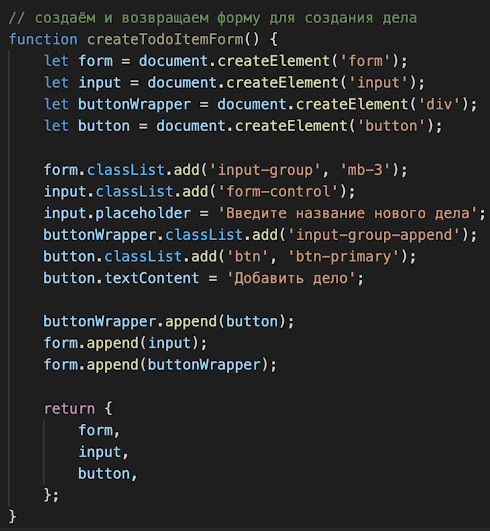 // создаём и возвращаем форму для создания дела
function createTodoItemForm() {
    let form = document.createElement('form');
    let input = document.createElement('input');
    let buttonWrapper = document.createElement('div');
    let button = document.createElement('button');

    form.classList.add('input-group', 'mb-3');
    input.classList.add('form-control');
    input.placeholder = 'Введите название нового дела';
    buttonWrapper.classList.add('input-group-append');
    button.classList.add('btn', 'btn-primary');
    button.textContent = 'Добавить дело';

    buttonWrapper.append(button);
    form.append(input);
    form.append(buttonWrapper);

    return {
        form,
        input,
        button,
    };
}